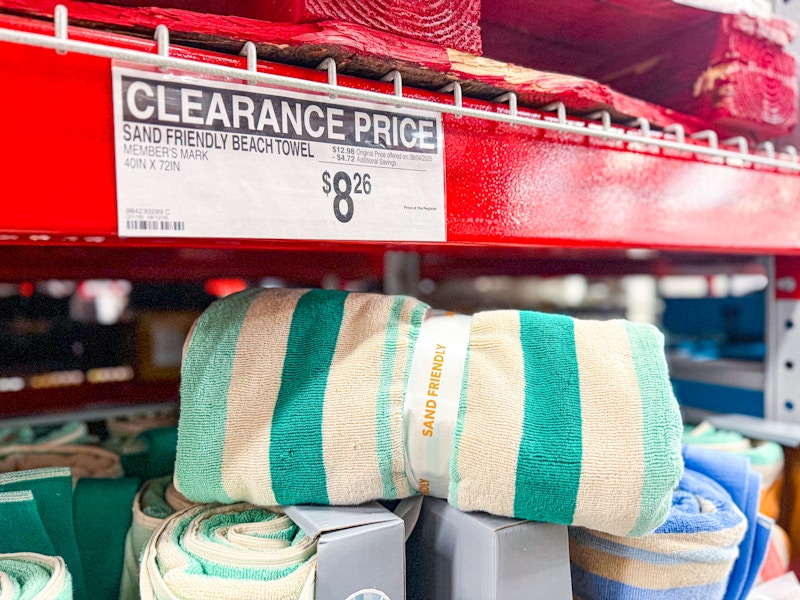 CLEARANCE PRICE
SAND FRIENDLY BEACH TOWEL
MEMBER'S MARK
40IN X 72IN
$12.98 Original Price offered on: 08/04/2025
- $4.72 Additional Savings
$8 26
Price at the Register
SAND FRIENDLY
DLY